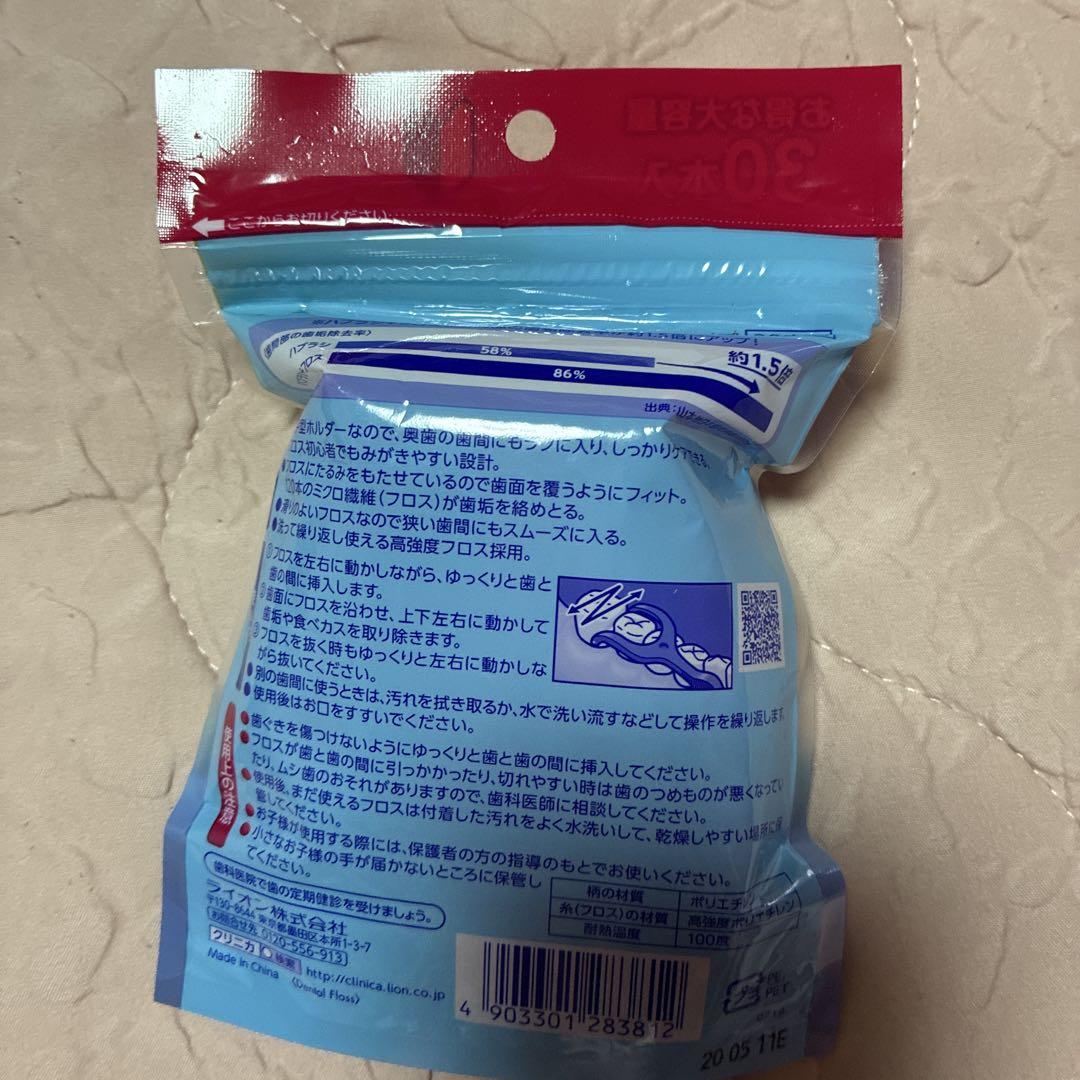 お得な大容量
30本入
ここからお切りください
歯間部の歯垢除去率〉
ハブラシ
58%
86%
約1.5倍
倍にアップ!
出典:山本
型ホルダーなので、奥歯の歯間にもラクに入り、しっかりケアできる。
ロス初心者でもみがきやすい設計。
フロスにたるみをもたせているので歯面を覆うようにフィット。
120本のミクロ繊維(フロス)が歯垢を絡めとる。
●滑りのよいフロスなので狭い歯間にもスムーズに入る。
●洗って繰り返し使える高強度フロス採用。
①フロスを左右に動かしながら、ゆっくりと歯と
歯の間に挿入します。
②歯面にフロスを沿わせ、上下左右に動かして
歯垢や食べカスを取り除きます。
③フロスを抜く時もゆっくりと左右に動かしな
がら抜いてください。
●別の歯間に使うときは、汚れを拭き取るか、水で洗い流すなどして操作を繰り返します。
●使用後はお口をすすいでください。
使用上の注意
●歯ぐきを傷つけないようにゆっくりと歯と歯の間に挿入してください。
●フロスが歯と歯の間に引っかかったり、切れやすい時は歯のつめものが悪くなってい
たり、ムシ歯のおそれがありますので、歯科医師に相談してください。
●使用後、まだ使えるフロスは付着した汚れをよく水洗いして、乾燥しやすい場所に保
管してください。
●お子様が使用する際には、保護者の方の指導のもとでお使いください。
●小さなお子様の手が届かないところに保管し
てください。
歯科医院で歯の定期健診を受けましょう。
柄の材質 ポリエチレン
糸(フロス)の材質 高強度ポリエチレン
耐熱温度 100度
ライオン株式会社
〒130-8644 東京都墨田区本所1-3-7
お問合せ先 0120-556-913
クリニカ 検索 http://clinica.lion.co.jp
Made in China 〈Dental Floss〉
4 903301 283812
プラ PE, PET
20 05 11E